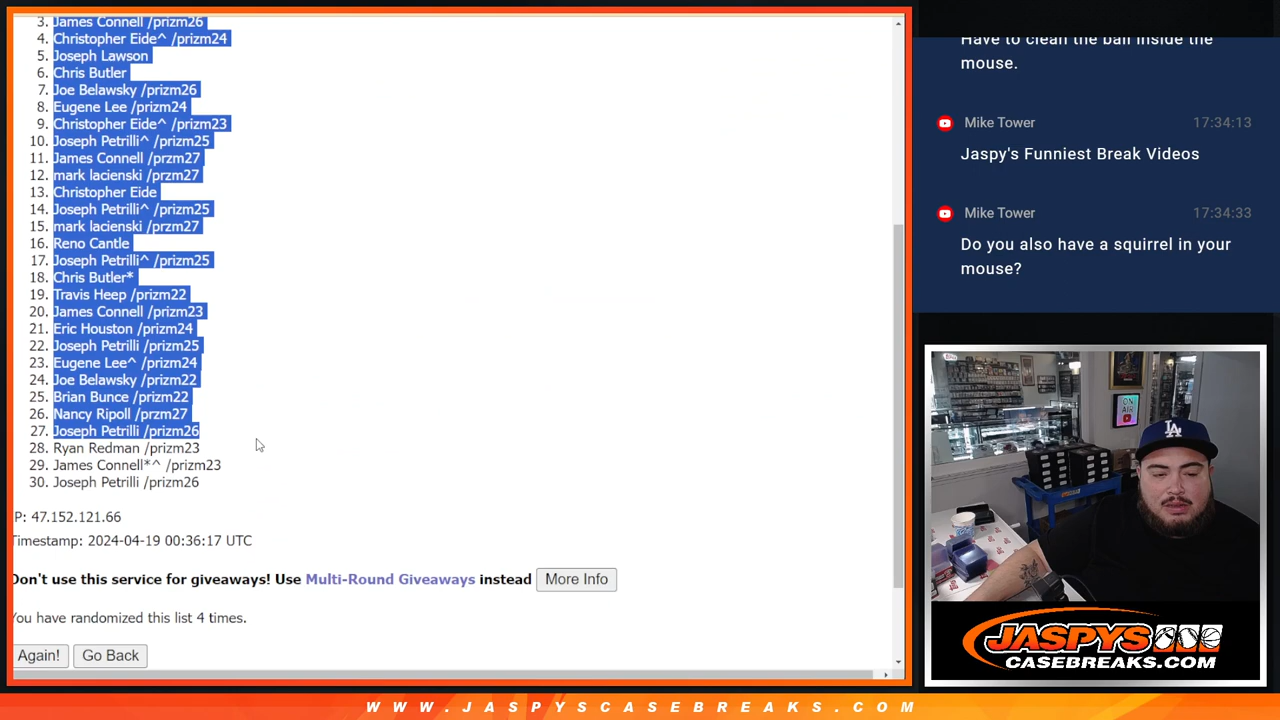 3. James Connell /prizm26
4. Christopher Eide^ /prizm24
5. Joseph Lawson
6. Chris Butler
7. Joe Belawsky /prizm26
8. Eugene Lee /prizm24
9. Christopher Eide^ /prizm23
10. Joseph Petrilli^ /prizm25
11. James Connell /przm27
12. mark lacienski /przm27
13. Christopher Eide
14. Joseph Petrilli^ /prizm25
15. mark lacienski /przm27
16. Reno Cantle
17. Joseph Petrilli^ /prizm25
18. Chris Butler*
19. Travis Heep /prizm22
20. James Connell /prizm23
21. Eric Houston /prizm24
22. Joseph Petrilli /prizm25
23. Eugene Lee^ /prizm24
24. Joe Belawsky /prizm22
25. Brian Bunce /prizm22
26. Nancy Ripoll /przm27
27. Joseph Petrilli /prizm26
28. Ryan Redman /prizm23
29. James Connell*^ /prizm23
30. Joseph Petrilli /prizm26
P: 47.152.121.66
Timestamp: 2024-04-19 00:36:17 UTC
Don't use this service for giveaways! Use Multi-Round Giveaways instead More Info
You have randomized this list 4 times.
Again! Go Back
Have to clean the ball inside the
mouse.
Mike Tower 17:34:13
Jaspy's Funniest Break Videos
Mike Tower 17:34:33
Do you also have a squirrel in your
mouse?
ON AIR
LA
JASPYS
CASEBREAKS.COM
WWW.JASPYSCASEBREAKS.COM